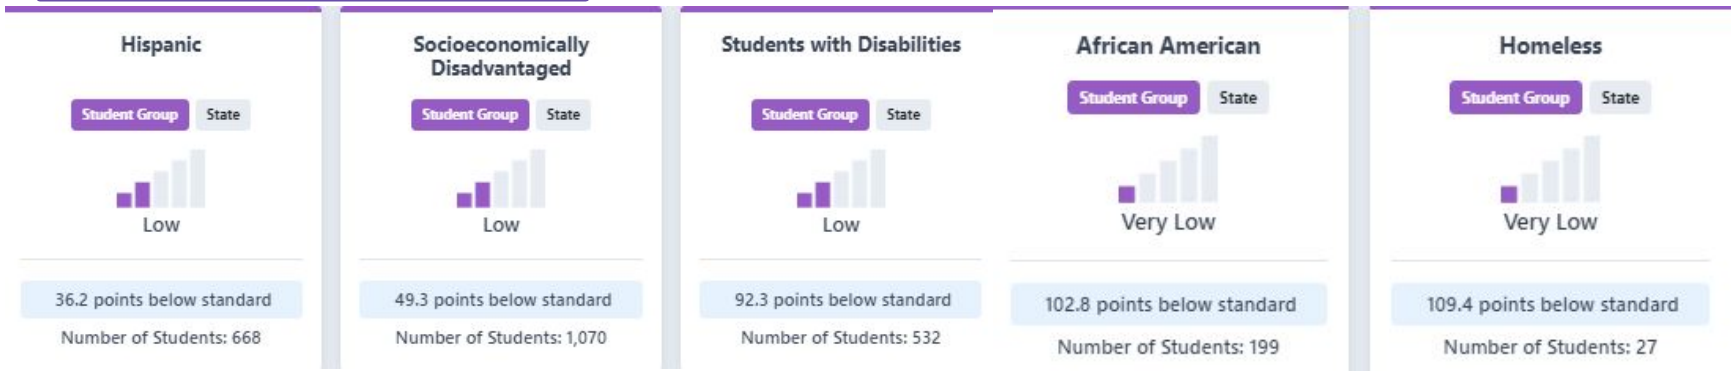 Hispanic
Student Group State
Low
36.2 points below standard
Number of Students: 668
Socioeconomically
Disadvantaged
Student Group State
Low
49.3 points below standard
Number of Students: 1,070
Students with Disabilities
Student Group State
Low
92.3 points below standard
Number of Students: 532
African American
Student Group State
Very Low
102.8 points below standard
Number of Students: 199
Homeless
Student Group State
Very Low
109.4 points below standard
Number of Students: 27